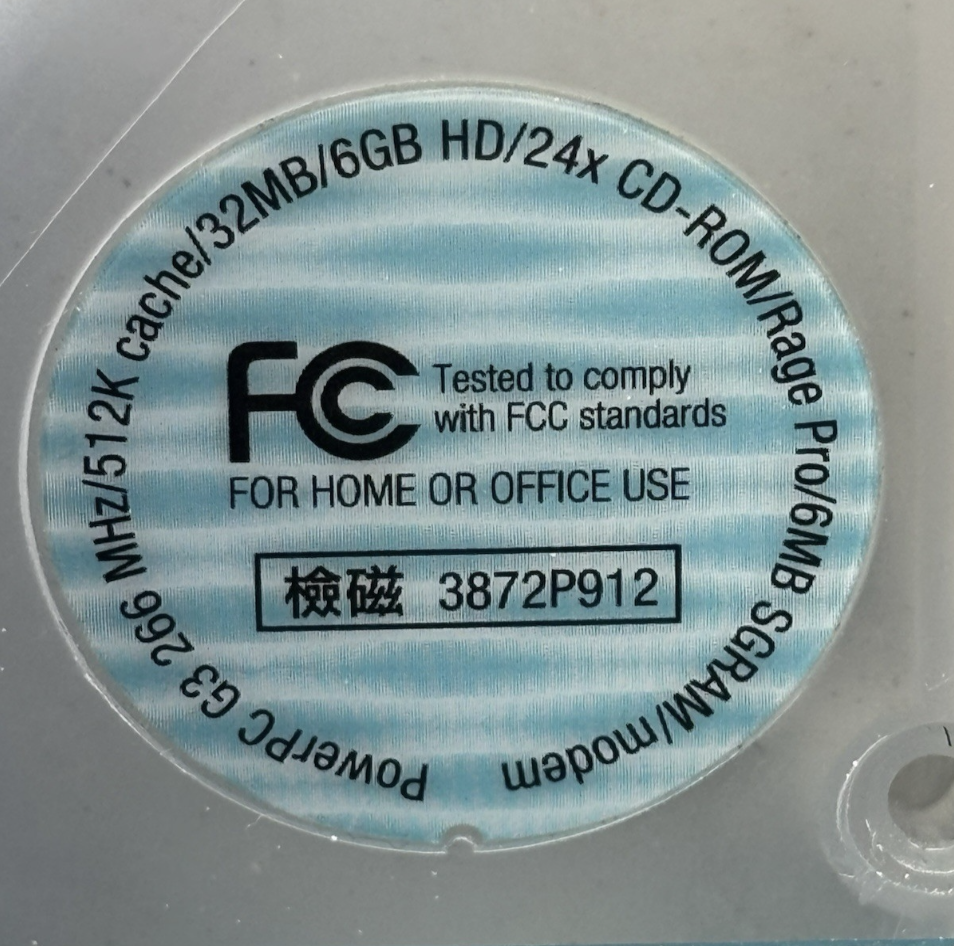 PowerPC G3 266 MHz/512K cache/32MB/6GB HD/24x CD-ROM/Rage Pro/6MB SGRAM/modem
FC Tested to comply
with FCC standards
FOR HOME OR OFFICE USE
檢磁 3872P912